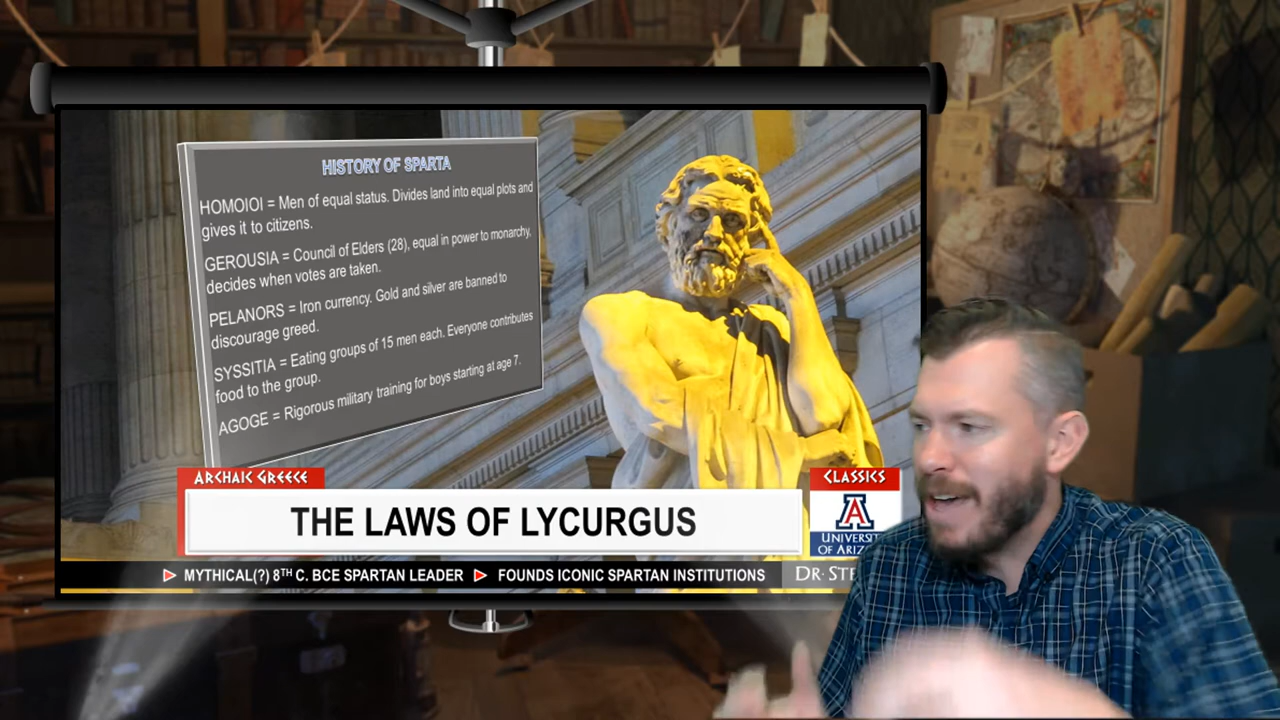 HISTORY OF SPARTA
HOMOIOI = Men of equal status. Divides land into equal plots and
gives it to citizens.
GEROUSIA = Council of Elders (28), equal in power to monarchy.
decides when votes are taken.
PELANORS = Iron currency. Gold and silver are banned to
discourage greed.
SYSSITIA = Eating groups of 15 men each. Everyone contributes
food to the group.
AGOGE = Rigorous military training for boys starting at age 7.
ARCHAIC GREECE
THE LAWS OF LYCURGUS
CLASSICS
A
UNIVERSIT
OF ARIZ
MYTHICAL(?) 8TH C. BCE SPARTAN LEADER
FOUNDS ICONIC SPARTAN INSTITUTIONS
DR. STE